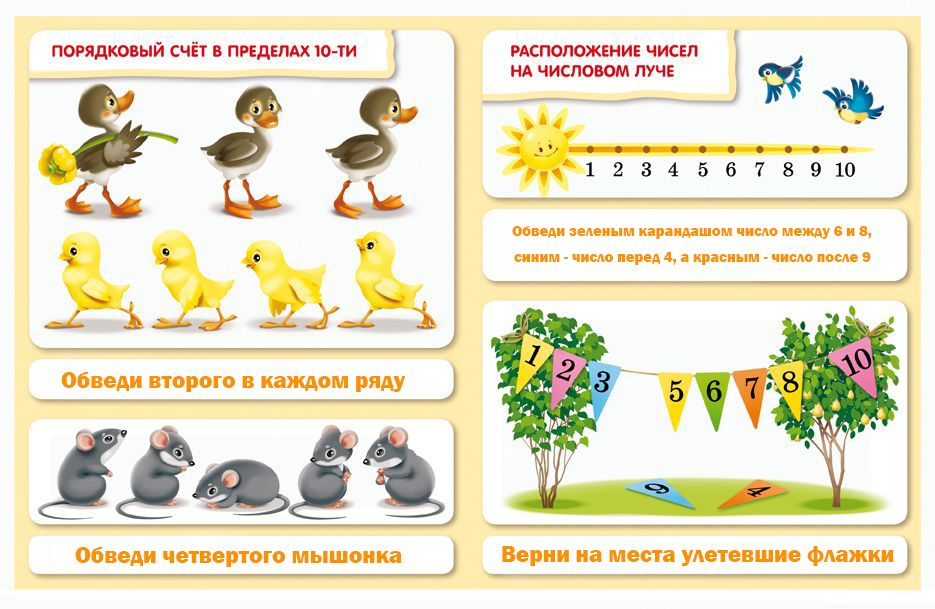 ПОРЯДКОВЫЙ СЧЁТ В ПРЕДЕЛАХ 10-ТИ
Обведи второго в каждом ряду
Обведи четвертого мышонка
РАСПОЛОЖЕНИЕ ЧИСЕЛ
НА ЧИСЛОВОМ ЛУЧЕ
1 2 3 4 5 6 7 8 9 10
Обведи зеленым карандашом число между 6 и 8,
синим - число перед 4, а красным - число после 9
1 2 3 5 6 7 8 10
9 4
Верни на места улетевшие флажки